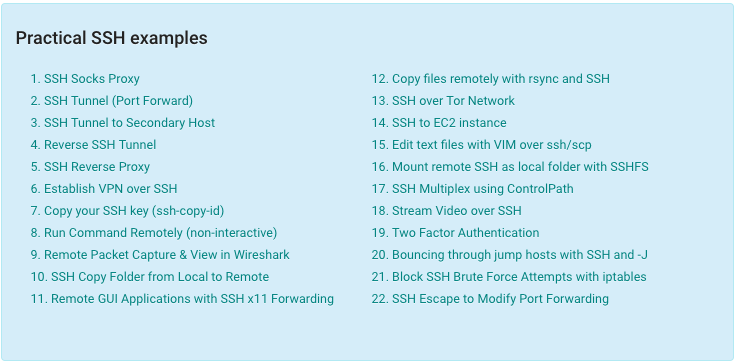 Practical SSH examples
1. SSH Socks Proxy
2. SSH Tunnel (Port Forward)
3. SSH Tunnel to Secondary Host
4. Reverse SSH Tunnel
5. SSH Reverse Proxy
6. Establish VPN over SSH
7. Copy your SSH key (ssh-copy-id)
8. Run Command Remotely (non-interactive)
9. Remote Packet Capture & View in Wireshark
10. SSH Copy Folder from Local to Remote
11. Remote GUI Applications with SSH x11 Forwarding
12. Copy files remotely with rsync and SSH
13. SSH over Tor Network
14. SSH to EC2 instance
15. Edit text files with VIM over ssh/scp
16. Mount remote SSH as local folder with SSHFS
17. SSH Multiplex using ControlPath
18. Stream Video over SSH
19. Two Factor Authentication
20. Bouncing through jump hosts with SSH and -J
21. Block SSH Brute Force Attempts with iptables
22. SSH Escape to Modify Port Forwarding